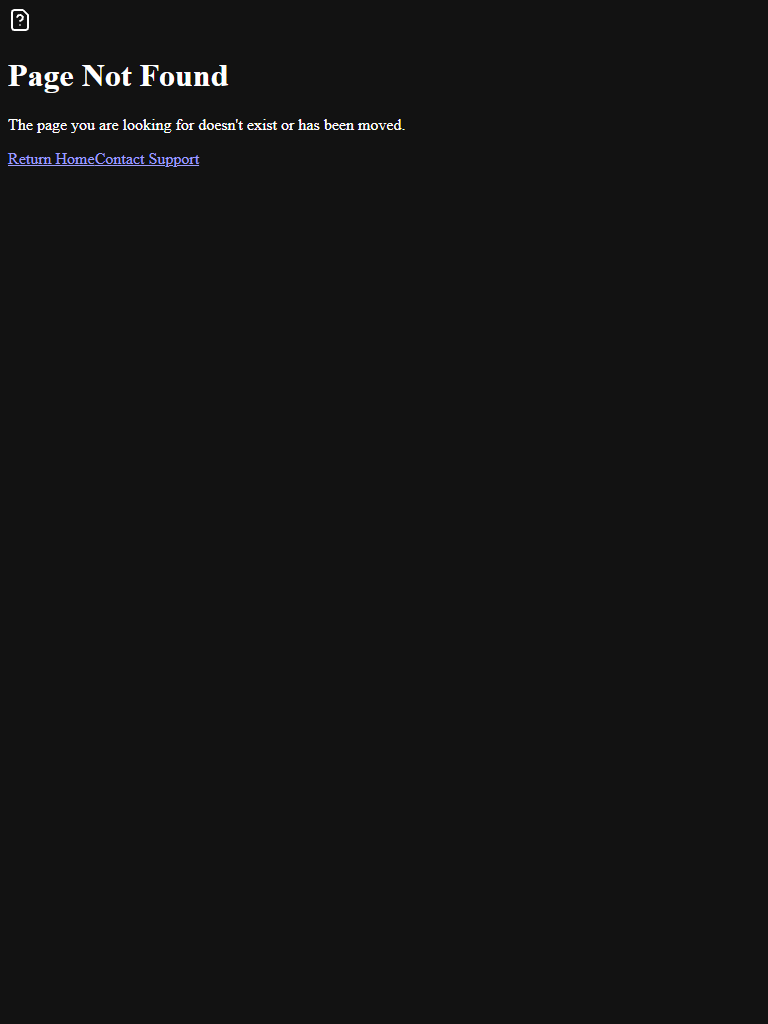 Page Not Found
The page you are looking for doesn't exist or has been moved.
Return HomeContact Support